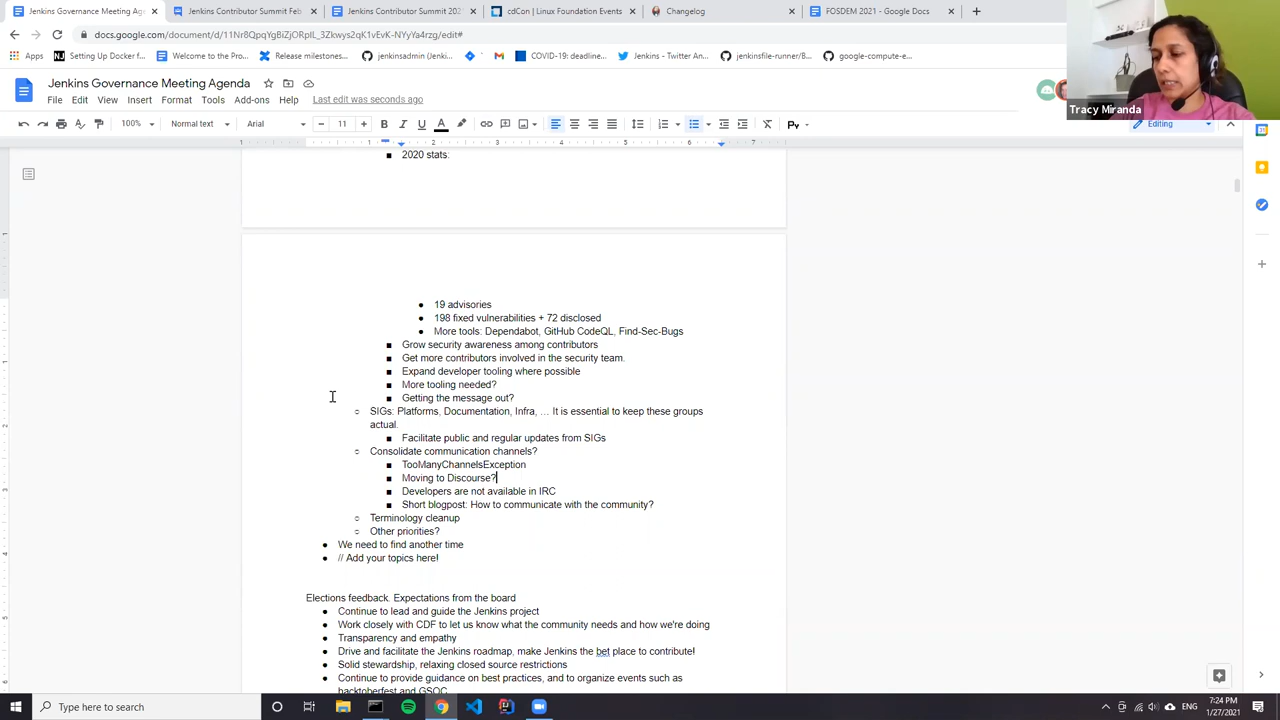 Jenkins Governance Meeting Agenda
Jenkins Contributor Summit Feb
Jenkins Contributor Summit 202
cdCon | Linux Foundation Events
Changelog
FOSDEM 2021 - Google Docs
docs.google.com/document/d/11Nr8QpqYgBiZjORpIL_3Zkwys2qK1vEvK-NYyYa4rzg/edit#
Apps
Setting Up Docker f...
Welcome to the Pro...
Release milestones...
jenkinsadmin (Jenki...
COVID-19: deadline...
Jenkins - Twitter An...
jenkinsfile-runner/B...
google-compute-e...
Jenkins Governance Meeting Agenda
File Edit View Insert Format Tools Add-ons Help Last edit was seconds ago
100% Normal text Arial 11 Editing
Tracy Miranda
■ 2020 stats:
● 19 advisories
● 198 fixed vulnerabilities + 72 disclosed
● More tools: Dependabot, GitHub CodeQL, Find-Sec-Bugs
■ Grow security awareness among contributors
■ Get more contributors involved in the security team.
■ Expand developer tooling where possible
■ More tooling needed?
■ Getting the message out?
○ SIGs: Platforms, Documentation, Infra, … It is essential to keep these groups
actual.
■ Facilitate public and regular updates from SIGs
○ Consolidate communication channels?
■ TooManyChannelsException
■ Moving to Discourse?
■ Developers are not available in IRC
■ Short blogpost: How to communicate with the community?
○ Terminology cleanup
○ Other priorities?
● We need to find another time
● // Add your topics here!
Elections feedback. Expectations from the board
● Continue to lead and guide the Jenkins project
● Work closely with CDF to let us know what the community needs and how we're doing
● Transparency and empathy
● Drive and facilitate the Jenkins roadmap, make Jenkins the bet place to contribute!
● Solid stewardship, relaxing closed source restrictions
● Continue to provide guidance on best practices, and to organize events such as
hacktoberfest and GSOC
Type here to search
ENG
7:24 PM
1/27/2021